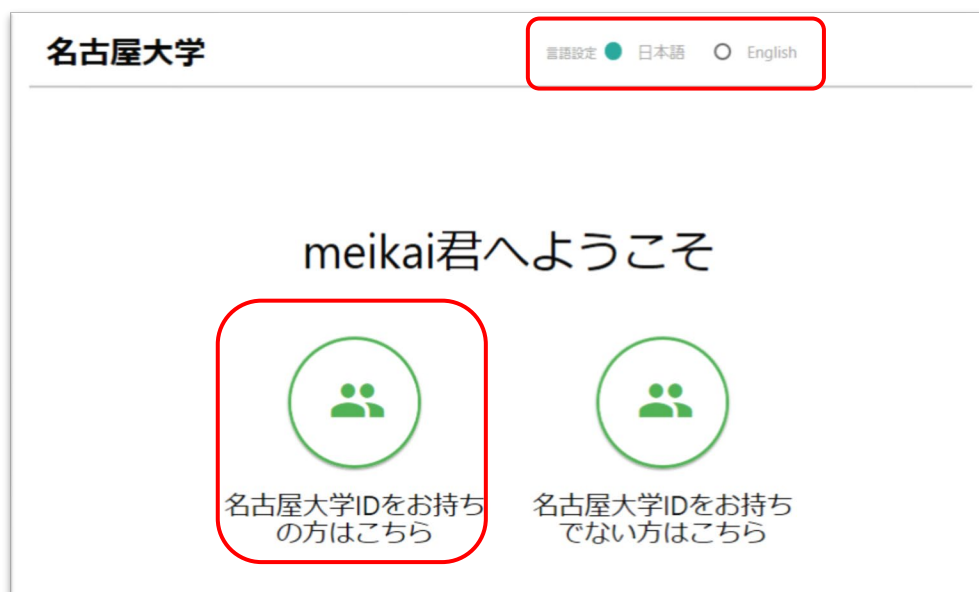 名古屋大学
言語設定 日本語 English
meikai君へようこそ
名古屋大学IDをお持ち
の方はこちら
名古屋大学IDをお持ち
でない方はこちら